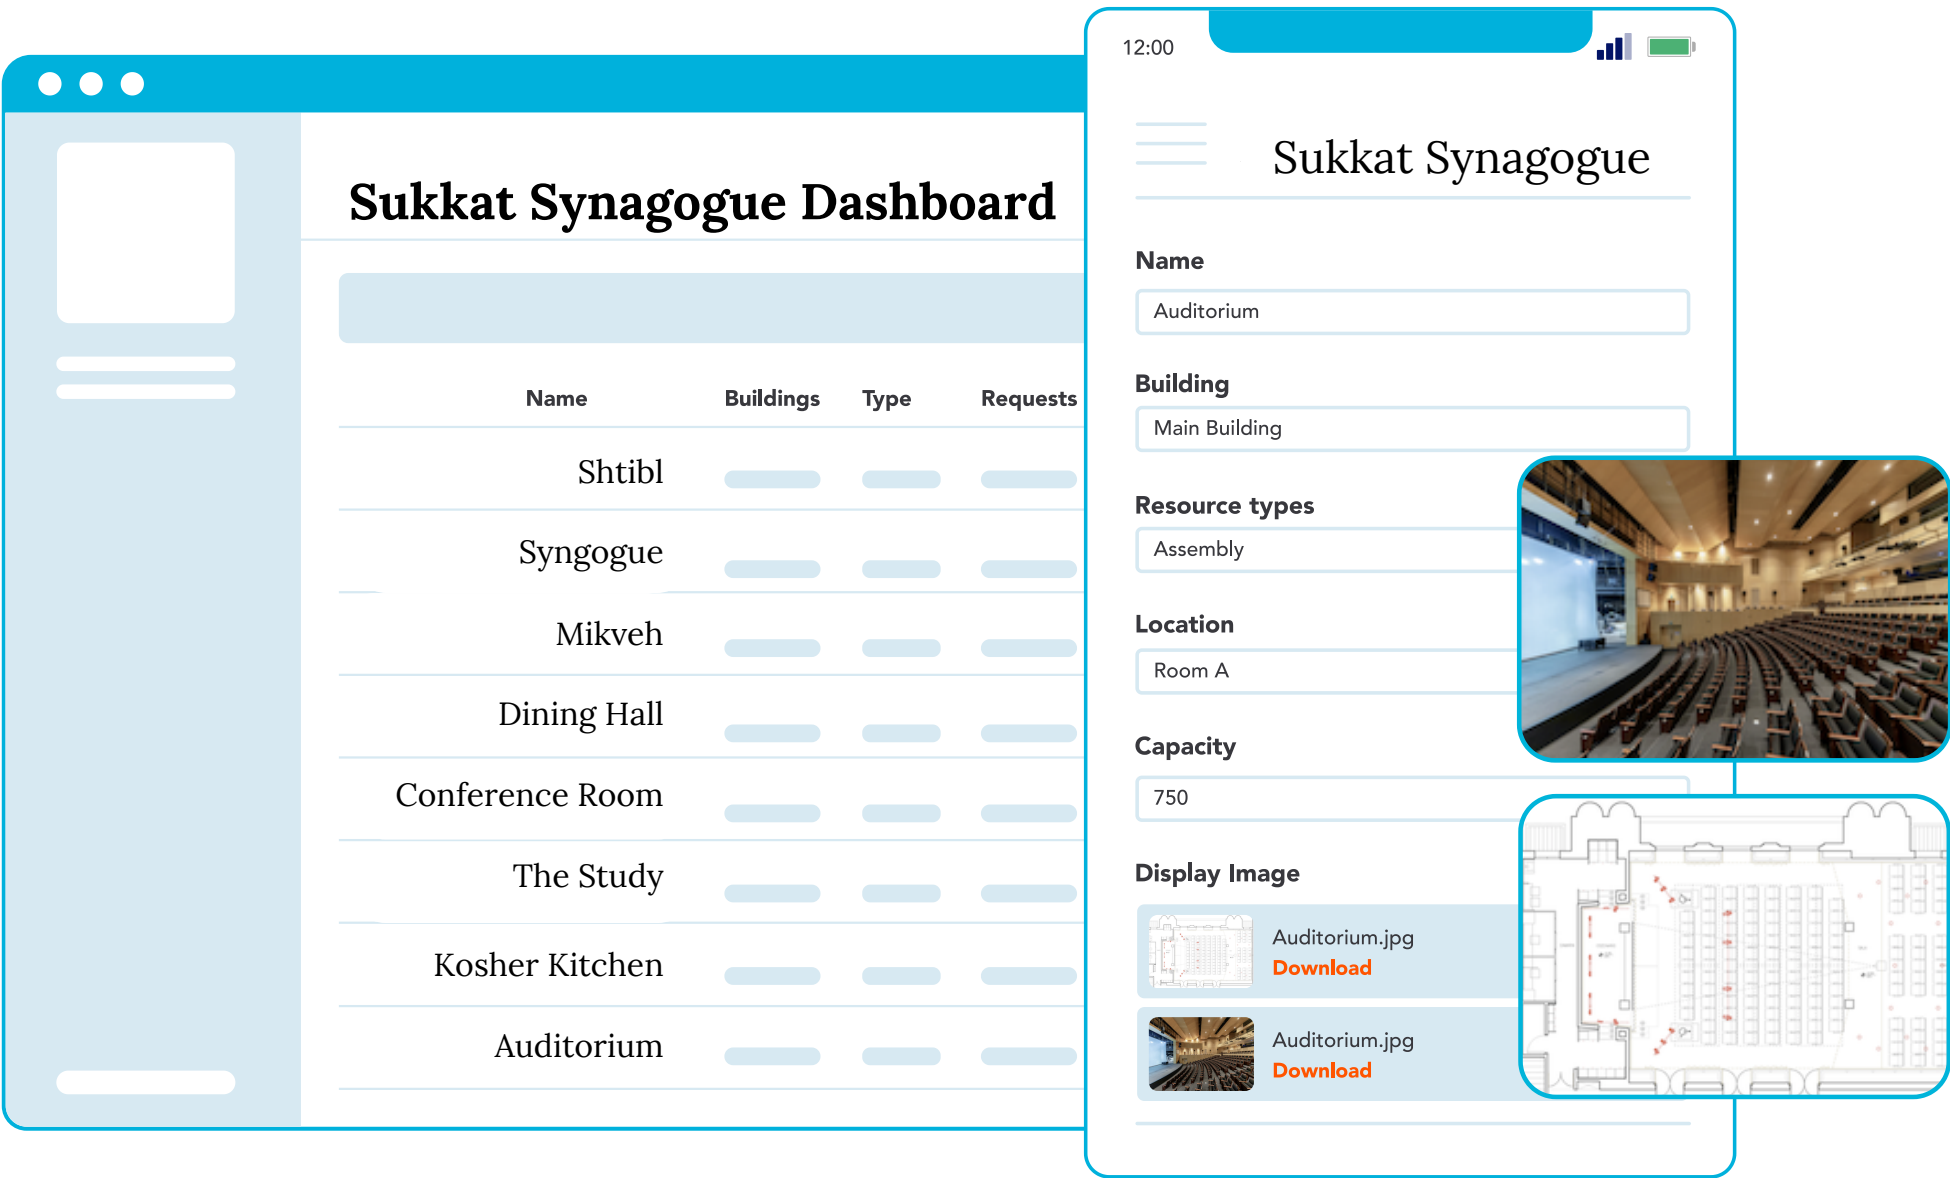 Sukkat Synagogue Dashboard
Name Buildings Type Requests
Shtibl
Syngogue
Mikveh
Dining Hall
Conference Room
The Study
Kosher Kitchen
Auditorium
12:00
Sukkat Synagogue
Name
Auditorium
Building
Main Building
Resource types
Assembly
Location
Room A
Capacity
750
Display Image
Auditorium.jpg
Download
Auditorium.jpg
Download